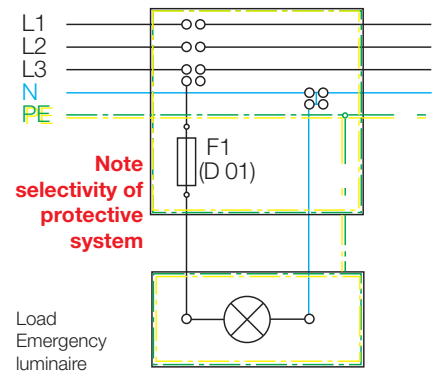 L1
L2
L3
N
PE
F1
(D 01)
Note
selectivity of
protective
system
Load
Emergency
luminaire